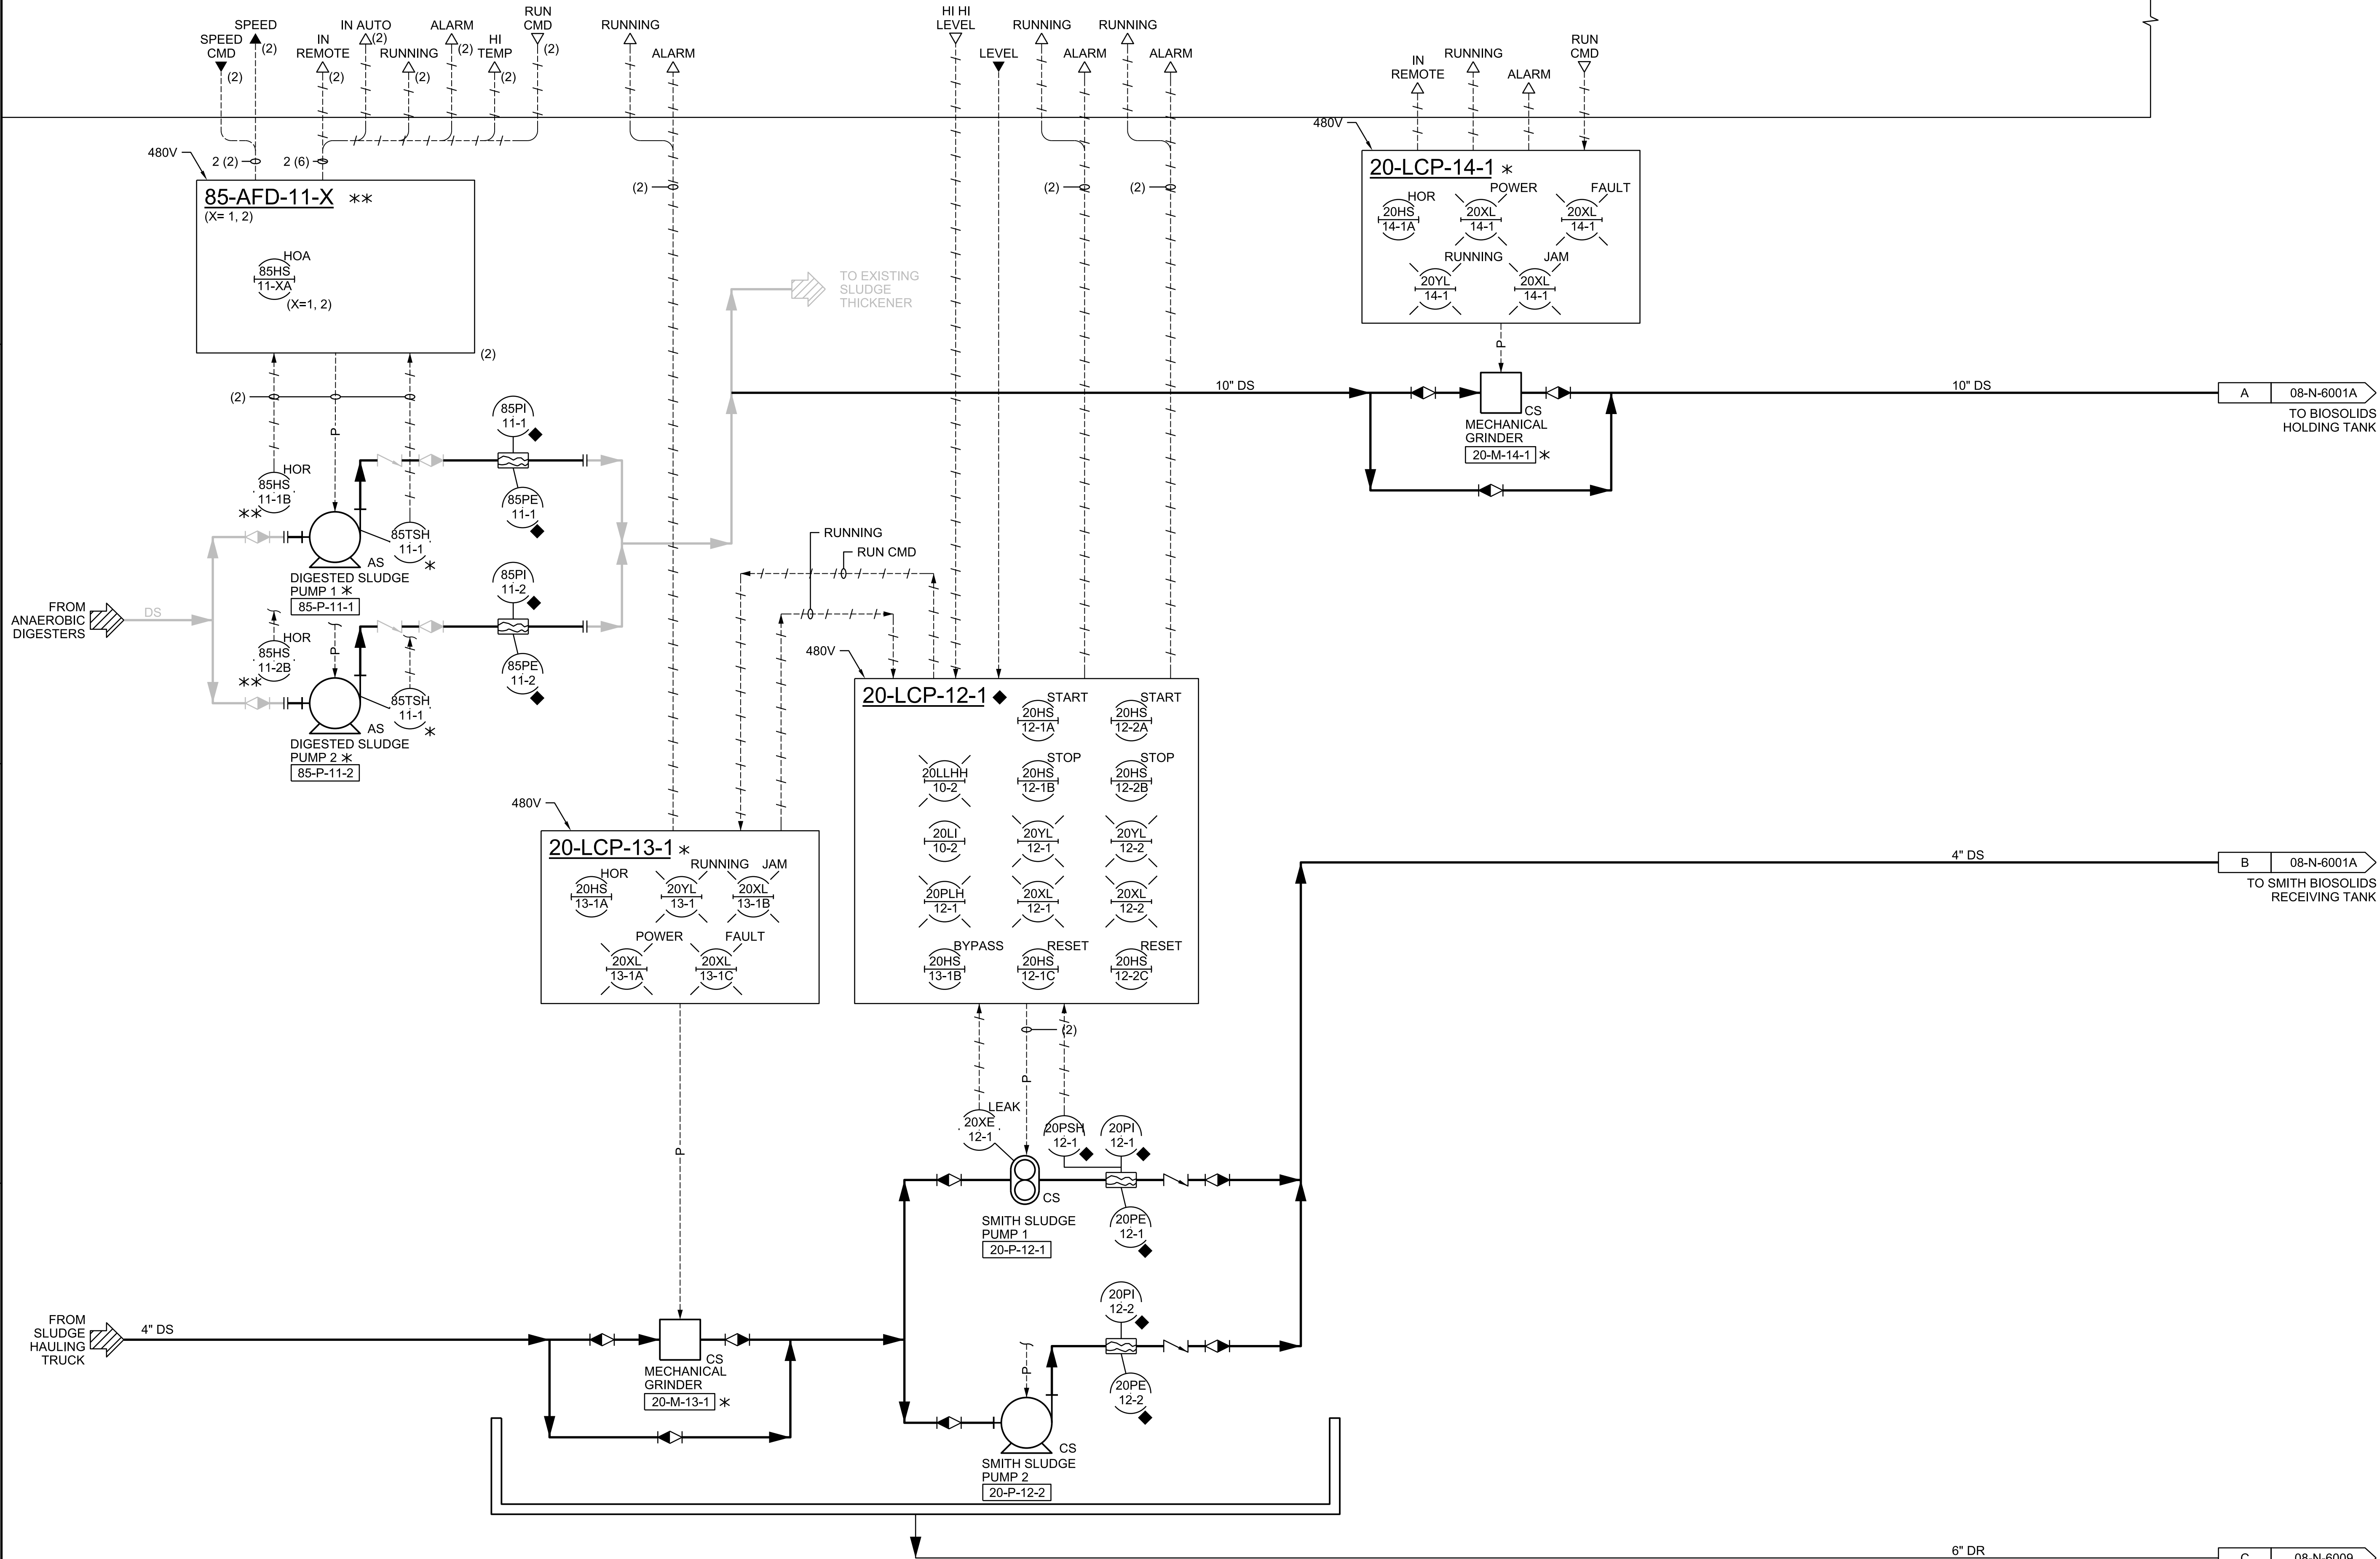 SPEED
CMD
(2)
SPEED
(2)
IN
REMOTE
(2)
IN AUTO
(2)
RUNNING
(2)
ALARM
(2)
HI
TEMP
(2)
RUN
CMD
(2)
RUNNING
ALARM
HI HI
LEVEL
LEVEL
RUNNING
ALARM
RUNNING
ALARM
IN
REMOTE
RUNNING
ALARM
RUN
CMD
480V
2 (2)
2 (6)
85-AFD-11-X **
(X= 1, 2)
HOA
85HS
11-XA
(X=1, 2)
(2)
(2)
(2)
(2)
(2)
480V
20-LCP-14-1 *
HOR
20HS
14-1A
POWER
20XL
14-1
FAULT
20XL
14-1
RUNNING
20YL
14-1
JAM
20XL
14-1
P
TO EXISTING
SLUDGE
THICKENER
10" DS
CS
MECHANICAL
GRINDER
20-M-14-1 *
10" DS
A 08-N-6001A
TO BIOSOLIDS
HOLDING TANK
P
HOR
85HS
11-1B
**
85PI
11-1
85PE
11-1
85TSH
11-1
*
AS
DIGESTED SLUDGE
PUMP 1 *
85-P-11-1
FROM
ANAEROBIC
DIGESTERS
DS
HOR
85HS
11-2B
**
P
85PI
11-2
85PE
11-2
85TSH
11-1
*
AS
DIGESTED SLUDGE
PUMP 2 *
85-P-11-2
RUNNING
RUN CMD
480V
20-LCP-12-1
START
20HS
12-1A
START
20HS
12-2A
20LLHH
10-2
STOP
20HS
12-1B
STOP
20HS
12-2B
20LI
10-2
20YL
12-1
20YL
12-2
20PLH
12-1
20XL
12-1
20XL
12-2
BYPASS
20HS
13-1B
RESET
20HS
12-1C
RESET
20HS
12-2C
480V
20-LCP-13-1 *
HOR
20HS
13-1A
RUNNING
20YL
13-1
JAM
20XL
13-1B
POWER
20XL
13-1A
FAULT
20XL
13-1C
4" DS
B 08-N-6001A
TO SMITH BIOSOLIDS
RECEIVING TANK
(2)
P
P
LEAK
20XE
12-1
20PSH
12-1
20PI
12-1
CS
20PE
12-1
SMITH SLUDGE
PUMP 1
20-P-12-1
FROM
SLUDGE
HAULING
TRUCK
4" DS
CS
MECHANICAL
GRINDER
20-M-13-1 *
20PI
12-2
P
20PE
12-2
CS
SMITH SLUDGE
PUMP 2
20-P-12-2
6" DR
C 08-N-6009